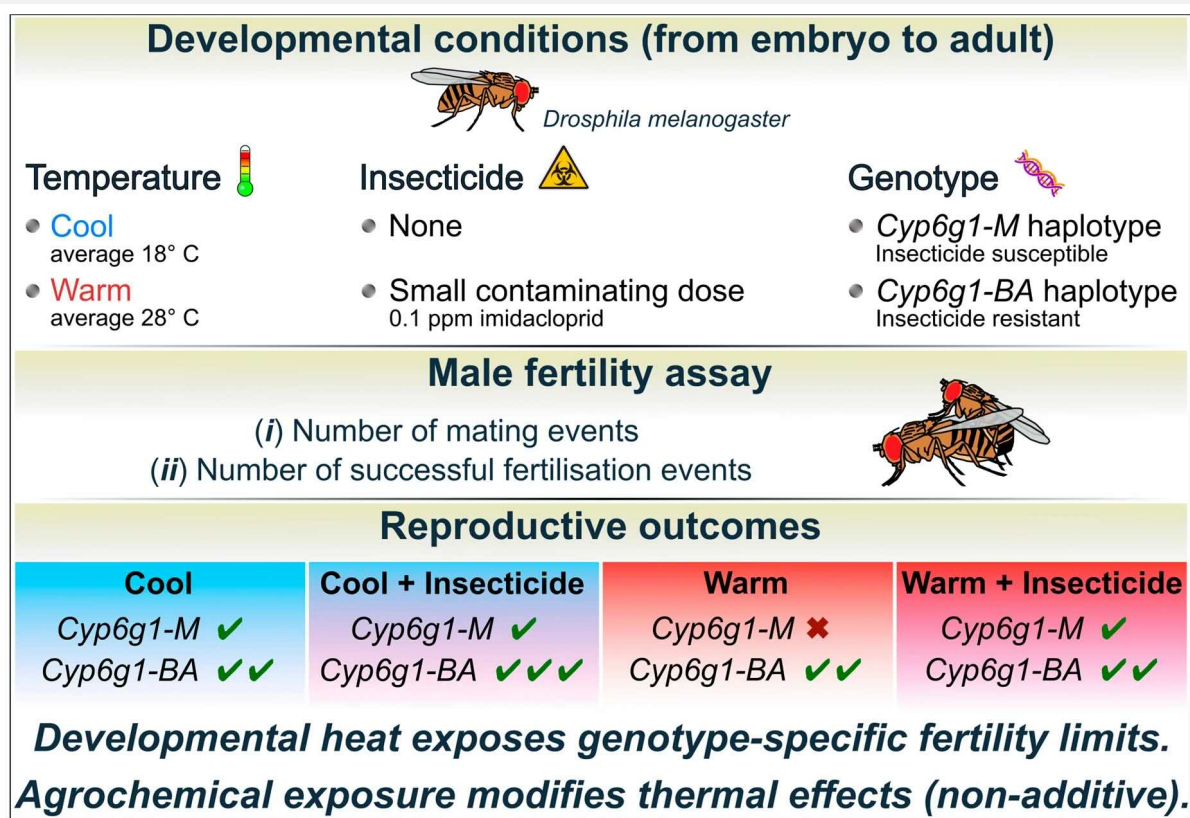 Developmental conditions (from embryo to adult)
Drosphila melanogaster
Temperature
Cool
average 18° C
Warm
average 28° C
Insecticide
None
Small contaminating dose
0.1 ppm imidacloprid
Genotype
Cyp6g1-M haplotype
Insecticide susceptible
Cyp6g1-BA haplotype
Insecticide resistant
Male fertility assay
(i) Number of mating events
(ii) Number of successful fertilisation events
Reproductive outcomes
Cool
Cyp6g1-M ✔
Cyp6g1-BA ✔✔
Cool + Insecticide
Cyp6g1-M ✔
Cyp6g1-BA ✔✔✔
Warm
Cyp6g1-M ✖
Cyp6g1-BA ✔✔
Warm + Insecticide
Cyp6g1-M ✔
Cyp6g1-BA ✔✔
Developmental heat exposes genotype-specific fertility limits.
Agrochemical exposure modifies thermal effects (non-additive).